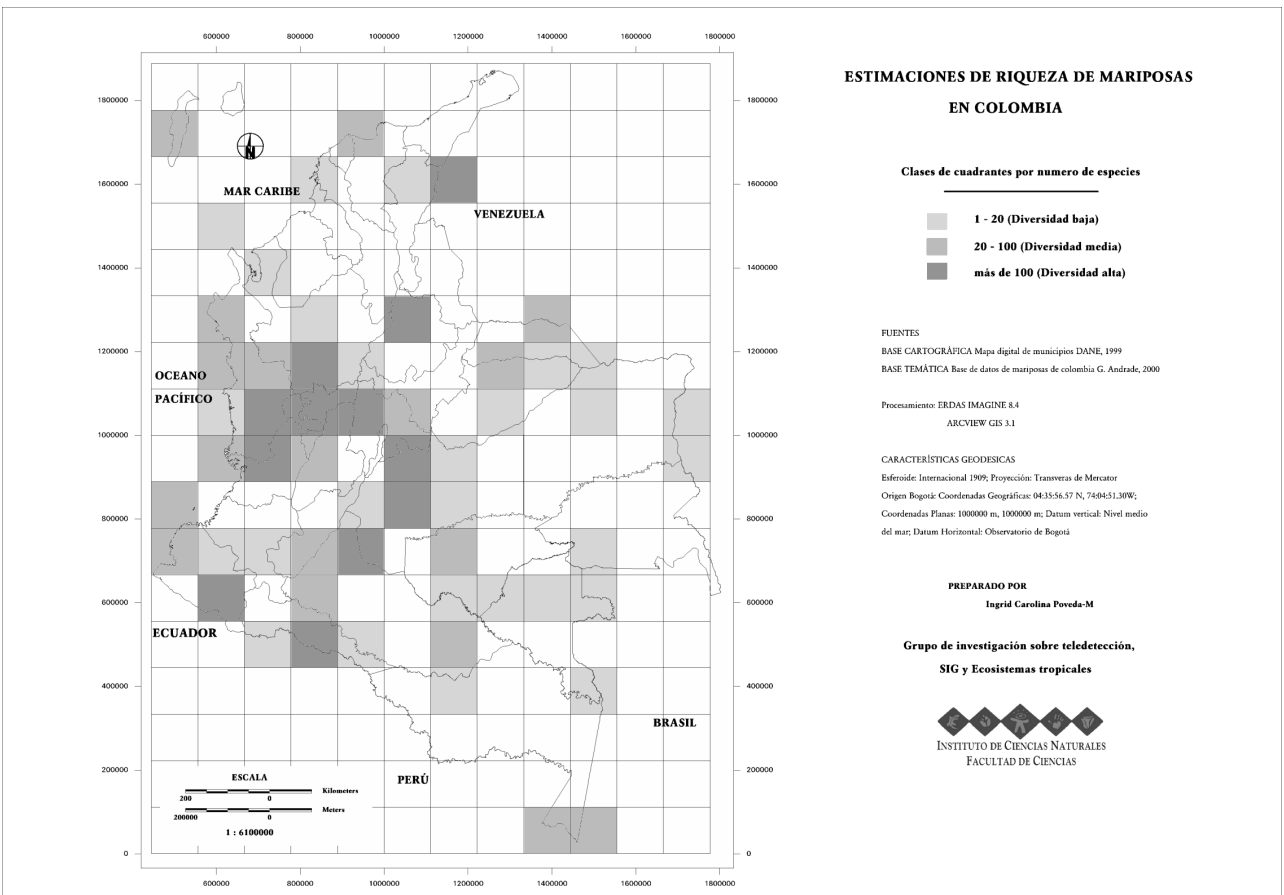 600000 800000 1000000 1200000 1400000 1600000 1800000
1800000 1800000
N
MAR CARIBE
1600000 1600000
VENEZUELA
1400000 1400000
1200000 1200000
OCEANO
PACÍFICO
1000000 1000000
800000 800000
600000 600000
ECUADOR
400000 400000
BRASIL
200000 200000
PERÚ
ESCALA
Kilometers
200 0
Meters
200000 0
1 : 6100000
0 0
600000 800000 1000000 1200000 1400000 1600000 1800000
ESTIMACIONES DE RIQUEZA DE MARIPOSAS
EN COLOMBIA
Clases de cuadrantes por numero de especies
1 - 20 (Diversidad baja)
20 - 100 (Diversidad media)
más de 100 (Diversidad alta)
FUENTES
BASE CARTOGRÁFICA Mapa digital de municipios DANE, 1999
BASE TEMÁTICA Base de datos de mariposas de colombia G. Andrade, 2000
Procesamiento: ERDAS IMAGINE 8.4
ARCVIEW GIS 3.1
CARACTERÍSTICAS GEODESICAS
Esferoide: Internacional 1909; Proyección: Transveras de Mercator
Origen Bogotá: Coordenadas Geográficas: 04:35:56.57 N, 74:04:51,30W;
Coordenadas Planas: 1000000 m, 1000000 m; Datum vertical: Nivel medio
del mar; Datum Horizontal: Observatorio de Bogotá
PREPARADO POR
Ingrid Carolina Poveda-M
Grupo de investigación sobre teledetección,
SIG y Ecosistemas tropicales
INSTITUTO DE CIENCIAS NATURALES
FACULTAD DE CIENCIAS